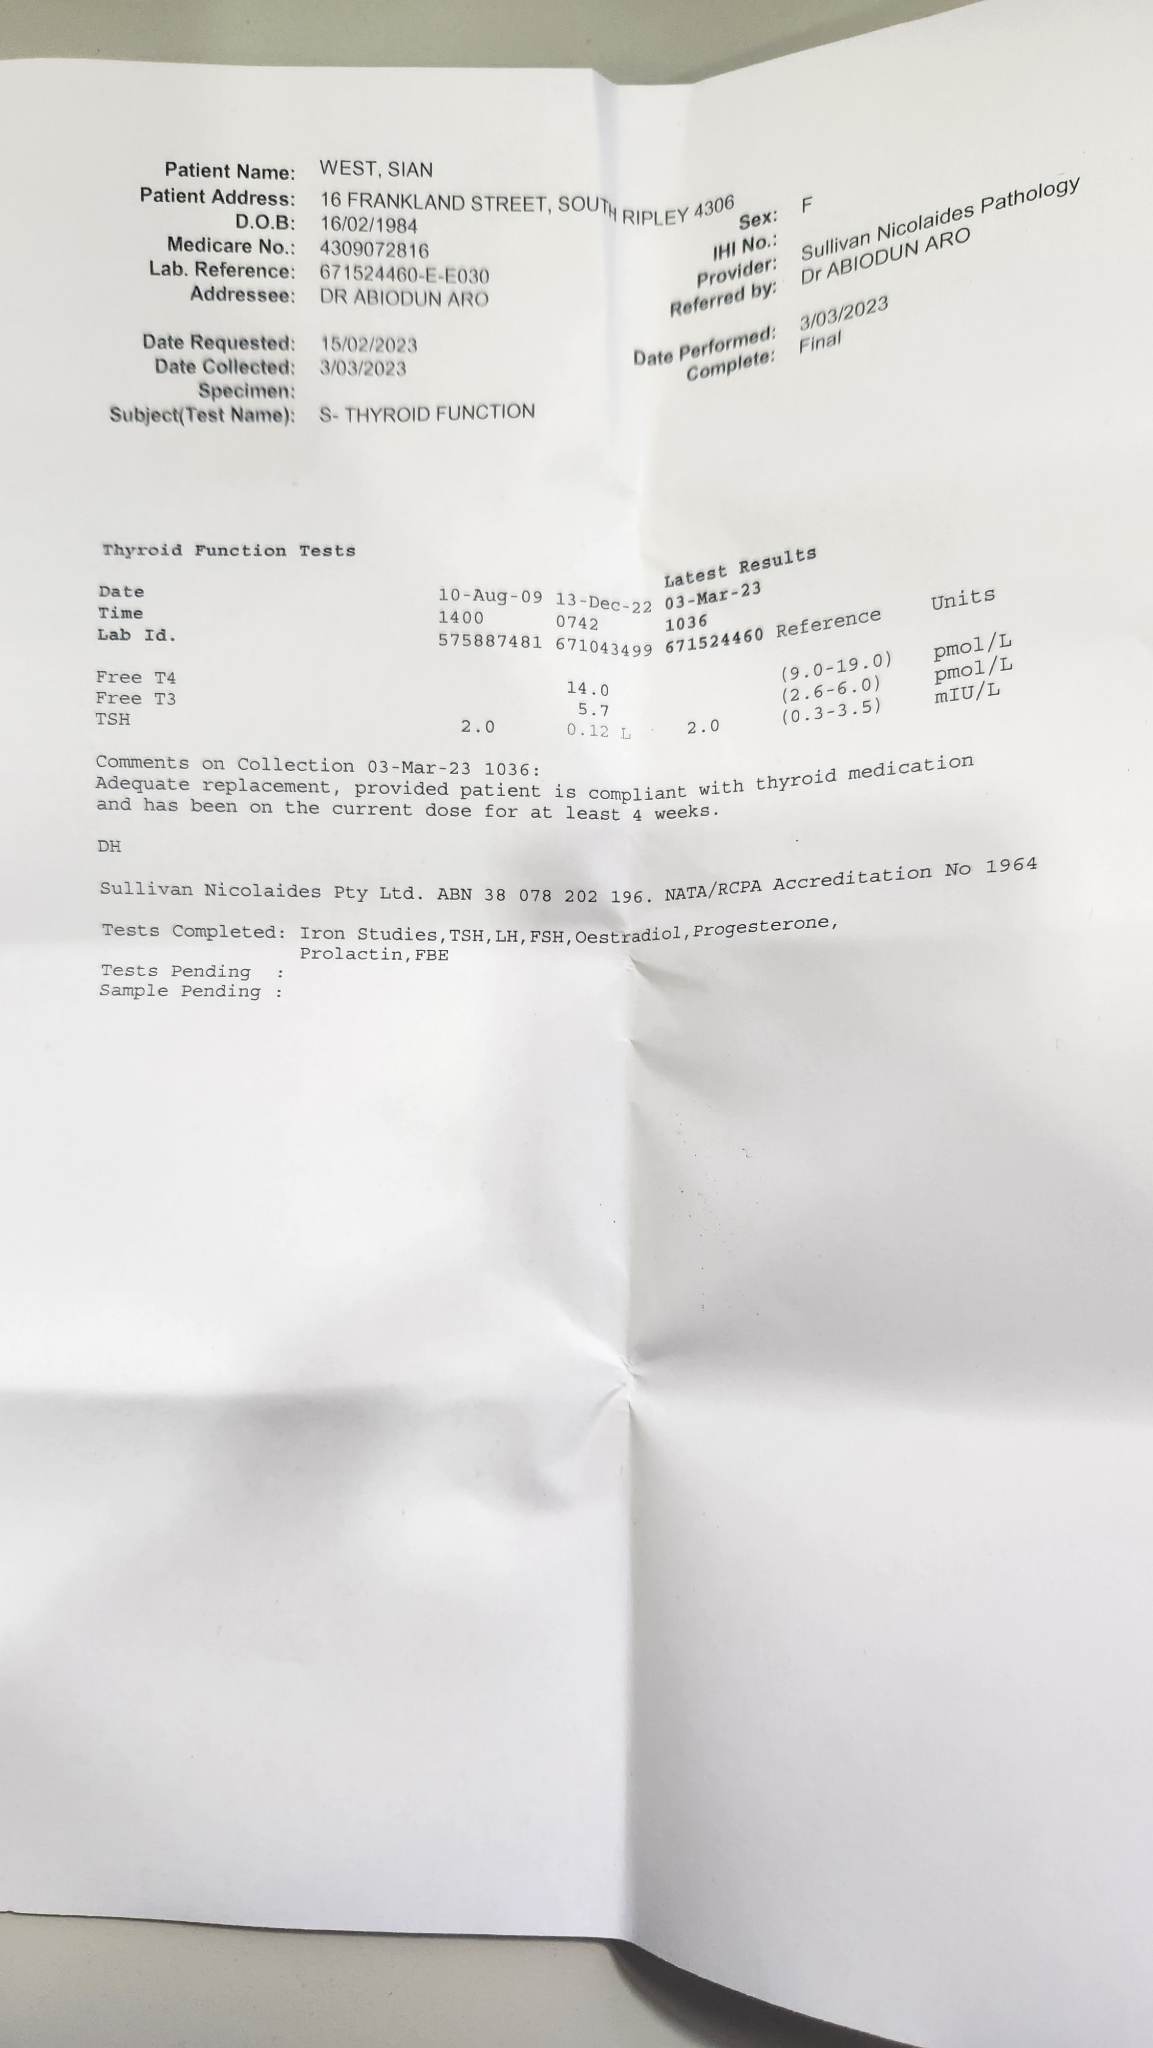 Patient Name: WEST, SIAN
Patient Address: 16 FRANKLAND STREET, SOUTH RIPLEY 4306
D.O.B: 16/02/1984 Sex: F
Medicare No.: 4309072816 IHI No.:
Lab. Reference: 671524460-E-E030 Provider: Sullivan Nicolaides Pathology
Addressee: DR ABIODUN ARO Referred by: Dr ABIODUN ARO
Date Requested: 15/02/2023 Date Performed: 3/03/2023
Date Collected: 3/03/2023 Complete: Final
Specimen:
Subject(Test Name): S- THYROID FUNCTION
Thyroid Function Tests
Latest Results
Date 10-Aug-09 13-Dec-22 03-Mar-23
Time 1400 0742 1036
Lab Id. 575887481 671043499 671524460 Reference Units
Free T4 14.0 (9.0-19.0) pmol/L
Free T3 5.7 (2.6-6.0) pmol/L
TSH 2.0 0.12 L 2.0 (0.3-3.5) mIU/L
Comments on Collection 03-Mar-23 1036:
Adequate replacement, provided patient is compliant with thyroid medication
and has been on the current dose for at least 4 weeks.
DH
Sullivan Nicolaides Pty Ltd. ABN 38 078 202 196. NATA/RCPA Accreditation No 1964
Tests Completed: Iron Studies,TSH,LH,FSH,Oestradiol,Progesterone,
Prolactin,FBE
Tests Pending :
Sample Pending :